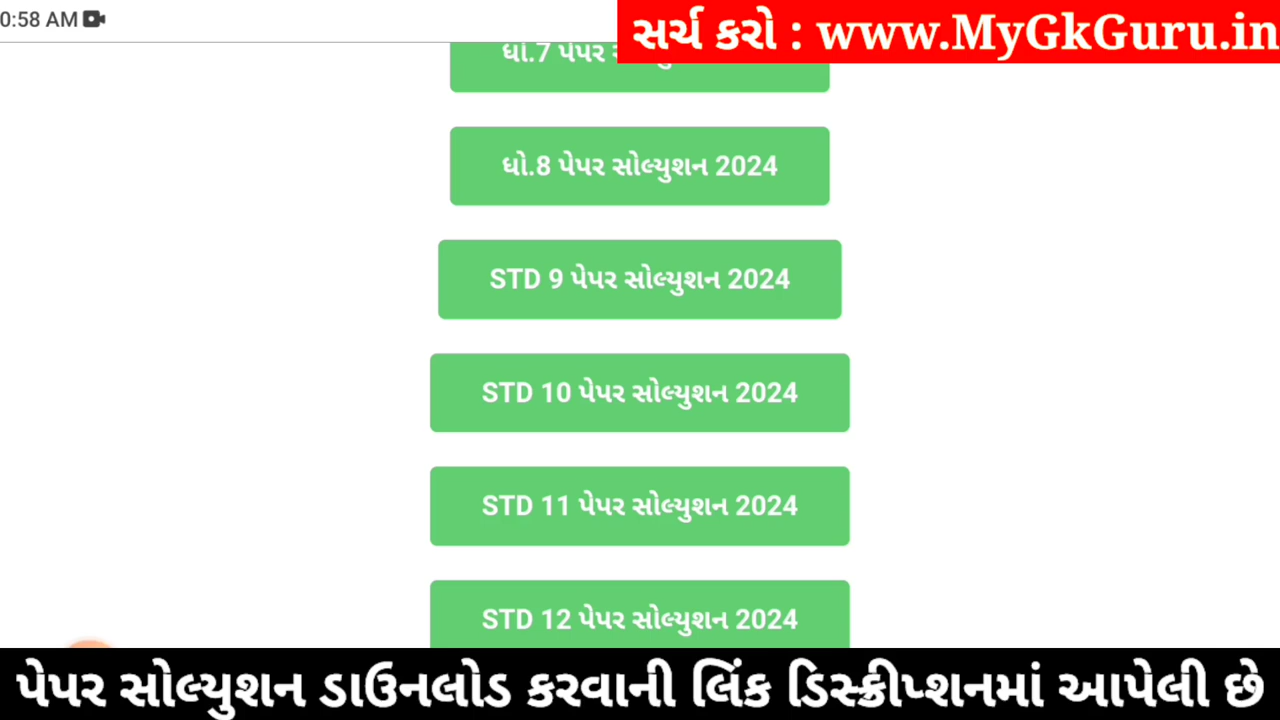 0:58 AM
સર્ચ કરો : www.MyGkGuru.in
ધો.7 પેપર
ધો.8 પેપર સોલ્યુશન 2024
STD 9 પેપર સોલ્યુશન 2024
STD 10 પેપર સોલ્યુશન 2024
STD 11 પેપર સોલ્યુશન 2024
STD 12 પેપર સોલ્યુશન 2024
પેપર સોલ્યુશન ડાઉનલોડ કરવાની લિંક ડિસ્ક્રીપ્શનમાં આપેલી છે